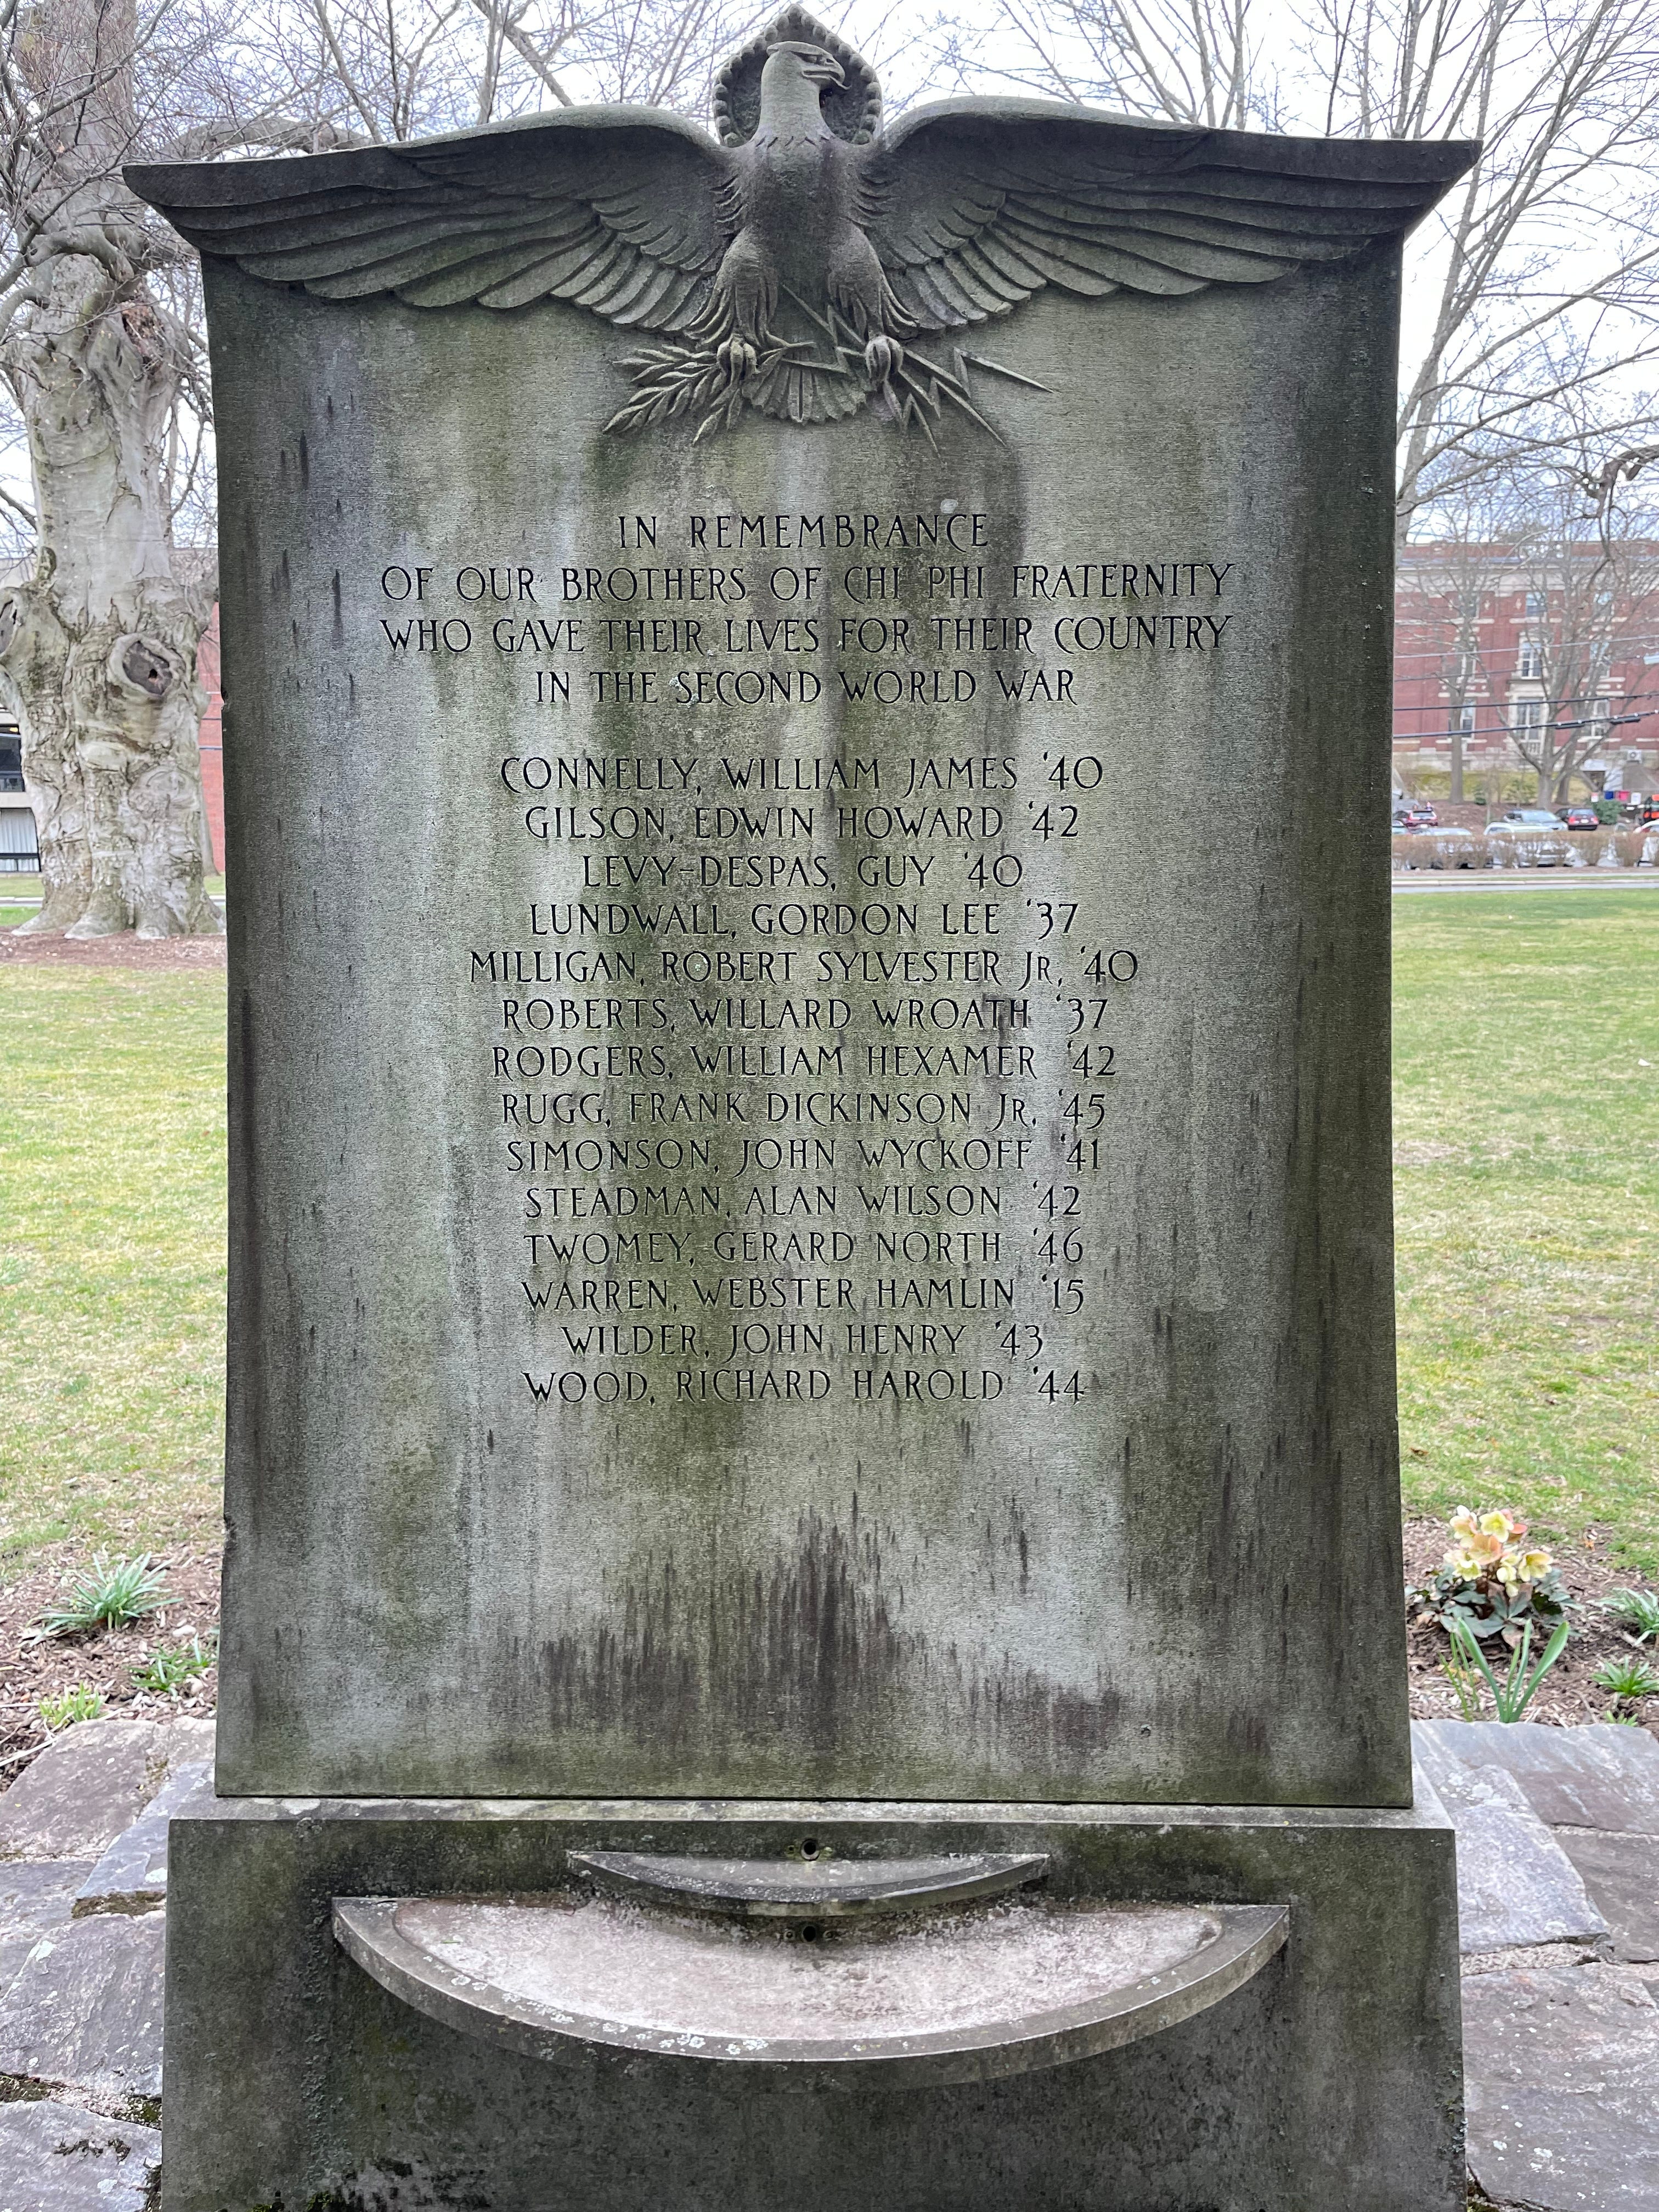 IN REMEMBRANCE
OF OUR BROTHERS OF CHI PHI FRATERNITY
WHO GAVE THEIR LIVES FOR THEIR COUNTRY
IN THE SECOND WORLD WAR
CONNELLY, WILLIAM JAMES '40
GILSON, EDWIN HOWARD '42
LEVY-DESPAS, GUY '40
LUNDWALL, GORDON LEE '37
MILLIGAN, ROBERT SYLVESTER JR, '40
ROBERTS, WILLARD WROATH '37
RODGERS, WILLIAM HEXAMER '42
RUGG, FRANK DICKINSON JR, '45
SIMONSON, JOHN WYCKOFF '41
STEADMAN, ALAN WILSON '42
TWOMEY, GERARD NORTH '46
WARREN, WEBSTER HAMLIN '15
WILDER, JOHN HENRY '43
WOOD, RICHARD HAROLD '44